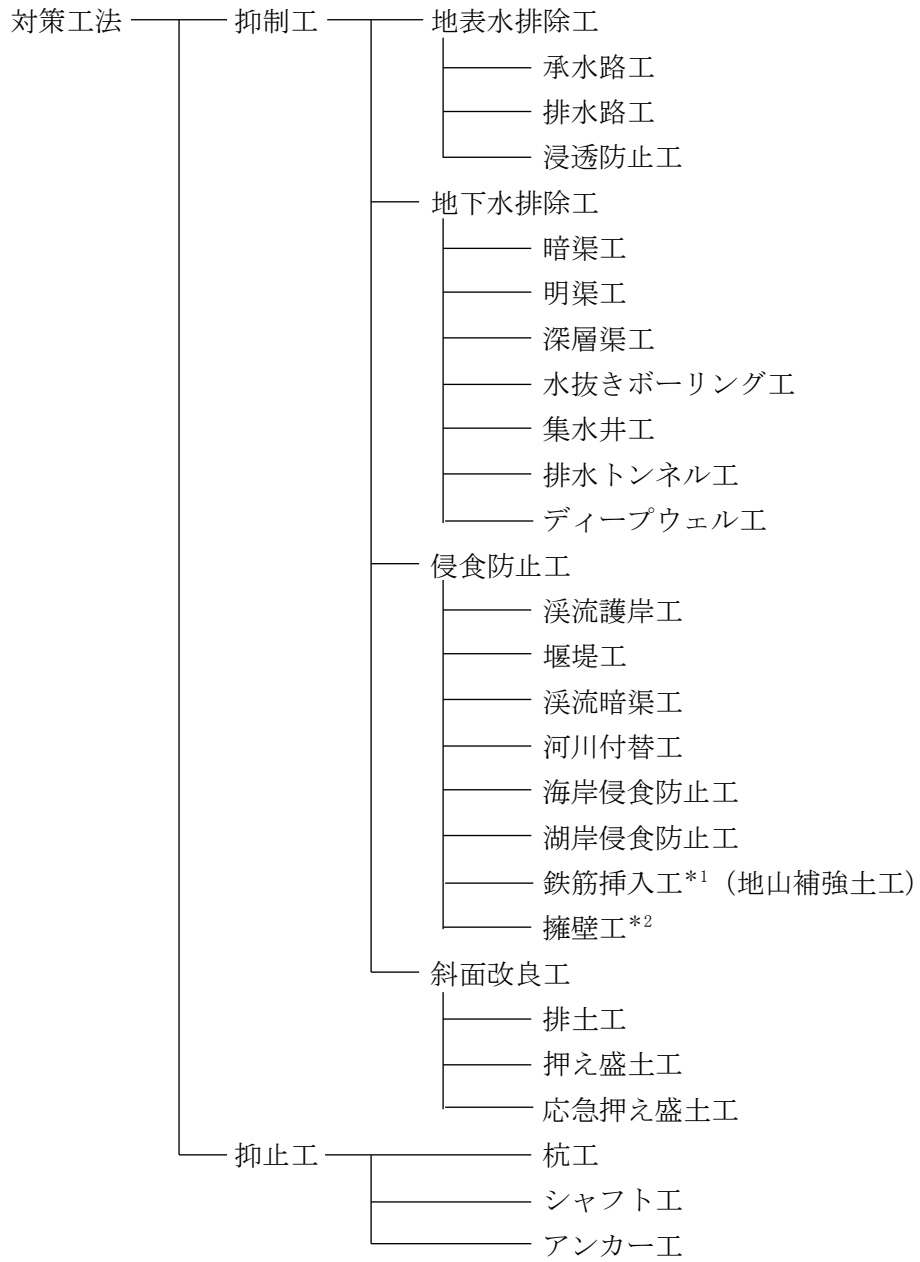 対策工法 抑制工 地表水排除工
承水路工
排水路工
浸透防止工
地下水排除工
暗渠工
明渠工
深層渠工
水抜きボーリング工
集水井工
排水トンネル工
ディープウェル工
侵食防止工
渓流護岸工
堰堤工
渓流暗渠工
河川付替工
海岸侵食防止工
湖岸侵食防止工
鉄筋挿入工*1（地山補強土工）
擁壁工*2
斜面改良工
排土工
押え盛土工
応急押え盛土工
抑止工 杭工
シャフト工
アンカー工